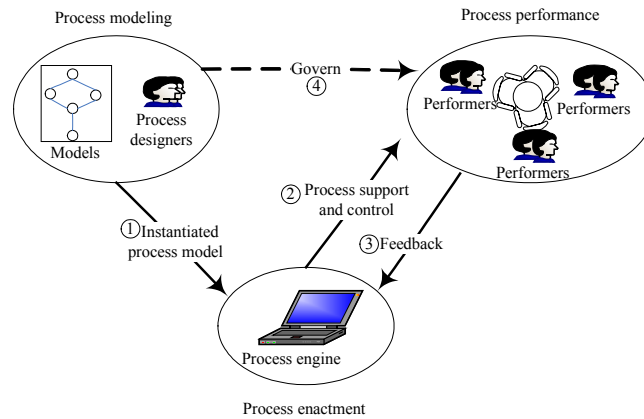 Process modeling
Process performance
Govern
④
Performers
Performers
Performers
Models
Process
designers
① Instantiated
process model
② Process support
and control
③ Feedback
Process engine
Process enactment